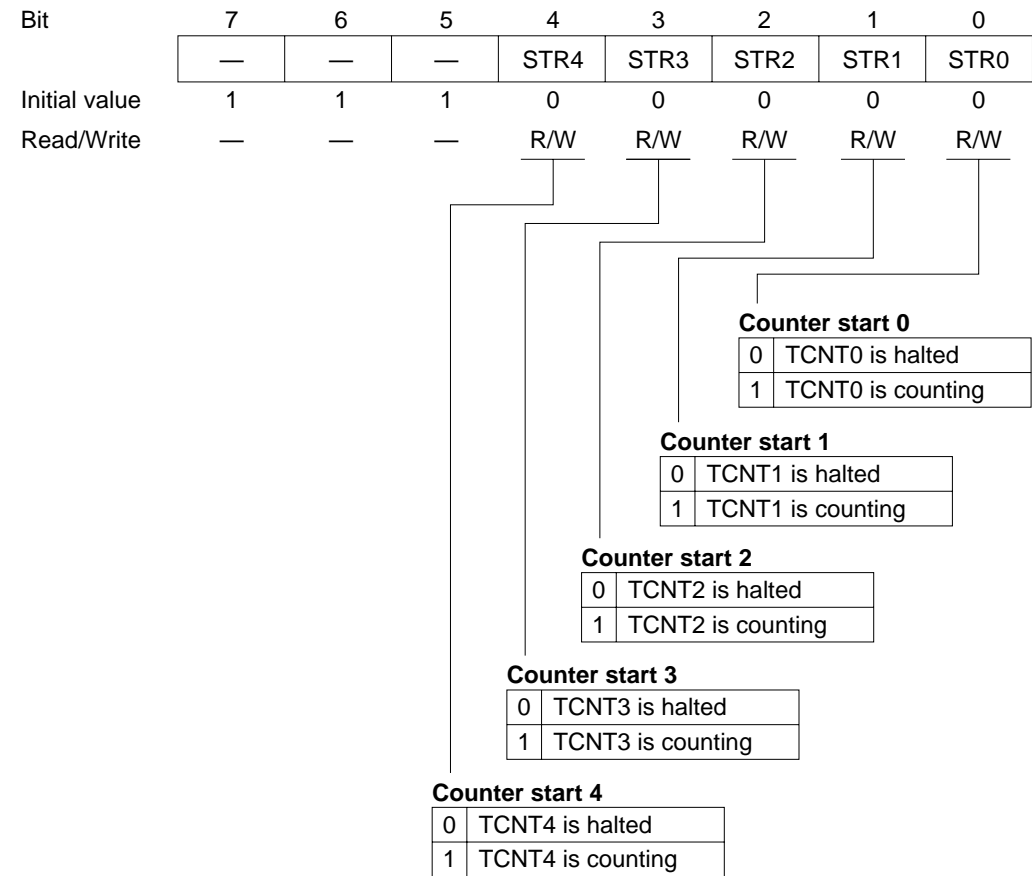 Bit 7 6 5 4 3 2 1 0
— — — STR4 STR3 STR2 STR1 STR0
Initial value 1 1 1 0 0 0 0 0
Read/Write — — — R/W R/W R/W R/W R/W
Counter start 0
0 TCNT0 is halted
1 TCNT0 is counting
Counter start 1
0 TCNT1 is halted
1 TCNT1 is counting
Counter start 2
0 TCNT2 is halted
1 TCNT2 is counting
Counter start 3
0 TCNT3 is halted
1 TCNT3 is counting
Counter start 4
0 TCNT4 is halted
1 TCNT4 is counting